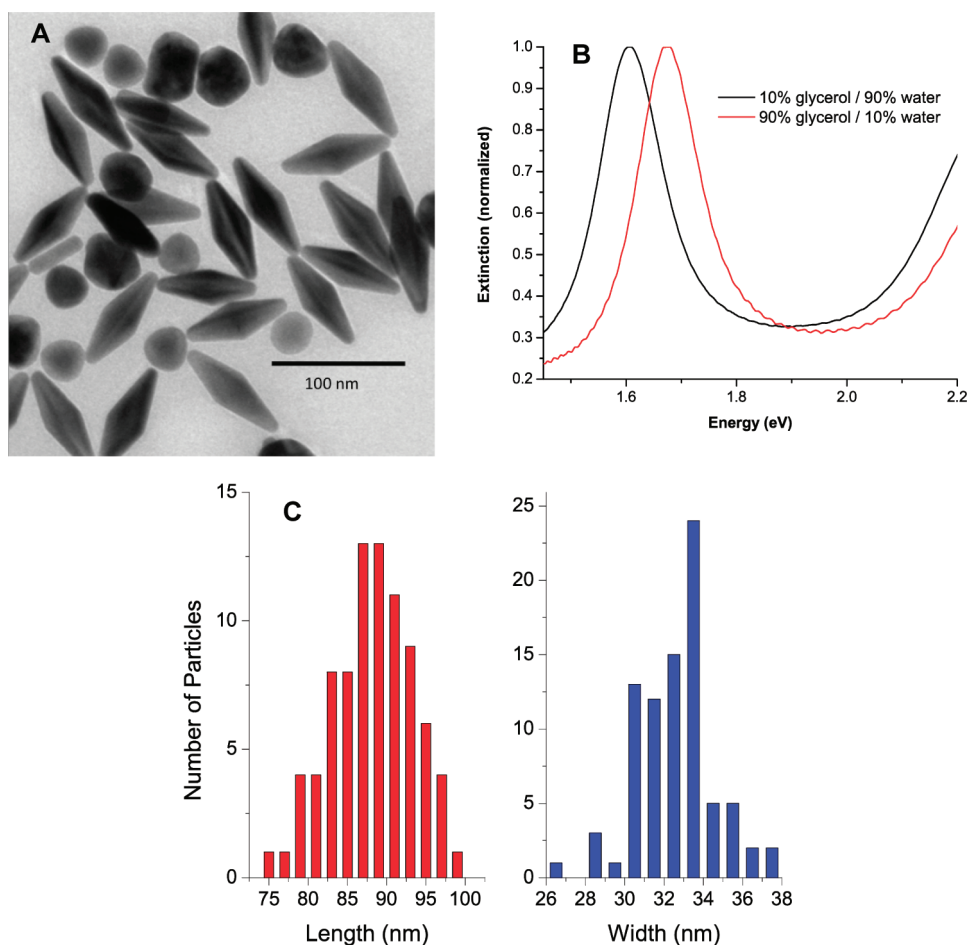 A
100 nm
B
10% glycerol / 90% water
90% glycerol / 10% water
1.0
0.9
0.8
0.7
0.6
0.5
0.4
0.3
0.2
Extinction (normalized)
1.6 1.8 2.0 2.2
Energy (eV)
C
15
10
5
0
Number of Particles
75 80 85 90 95 100
Length (nm)
25
20
15
10
5
0
26 28 30 32 34 36 38
Width (nm)